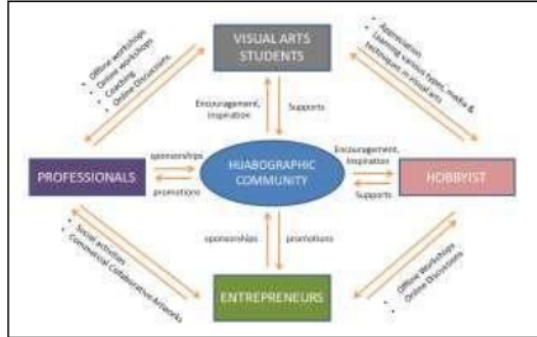 VISUAL ARTS
STUDENTS
• Offline workshops
• Online workshops
• Coaching
• Online Discussions
• Appreciation
• Learning various types, media &
techniques in visual arts
Encouragement,
Inspiration
Supports
PROFESSIONALS
sponsorships
promotions
HUABOGRAPHIC
COMMUNITY
Encouragement,
Inspiration
Supports
HOBBYIST
• Social activities
• Commercial Collaborative Artworks
sponsorships
promotions
• Offline Workshops
• Online Discussions
ENTREPRENEURS